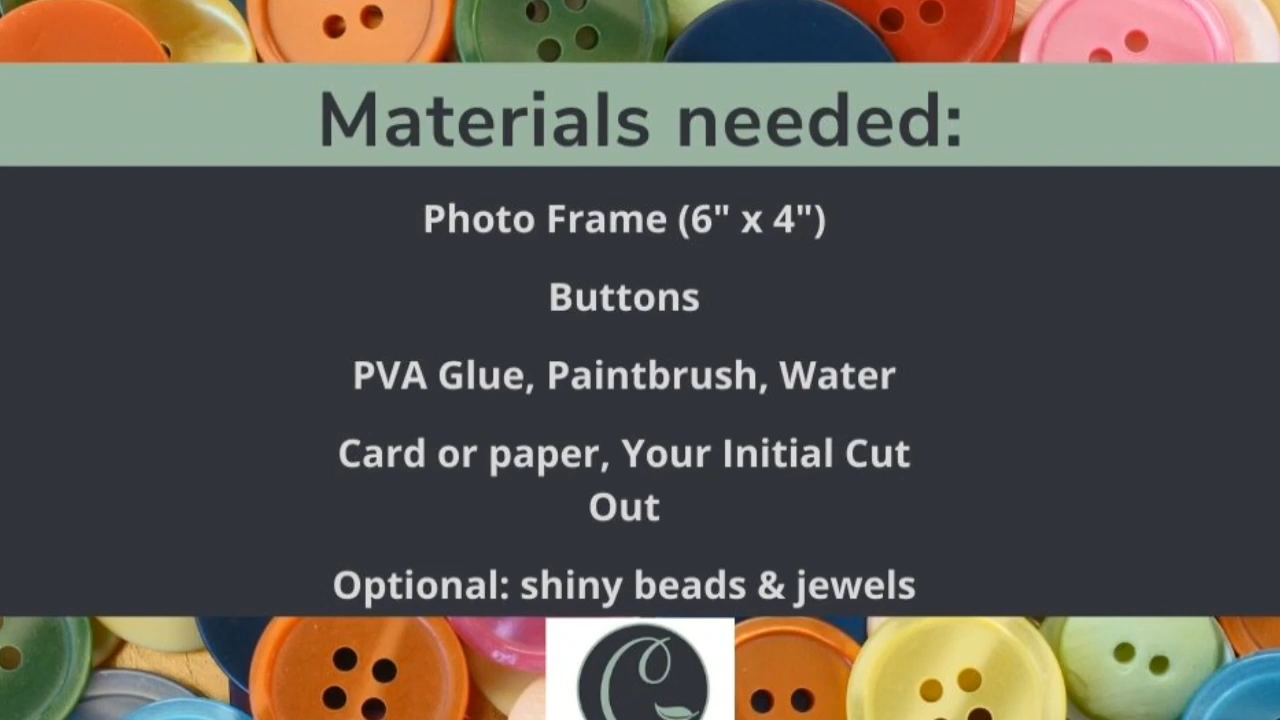 Materials needed:
Photo Frame (6" x 4")
Buttons
PVA Glue, Paintbrush, Water
Card or paper, Your Initial Cut
Out
Optional: shiny beads & jewels